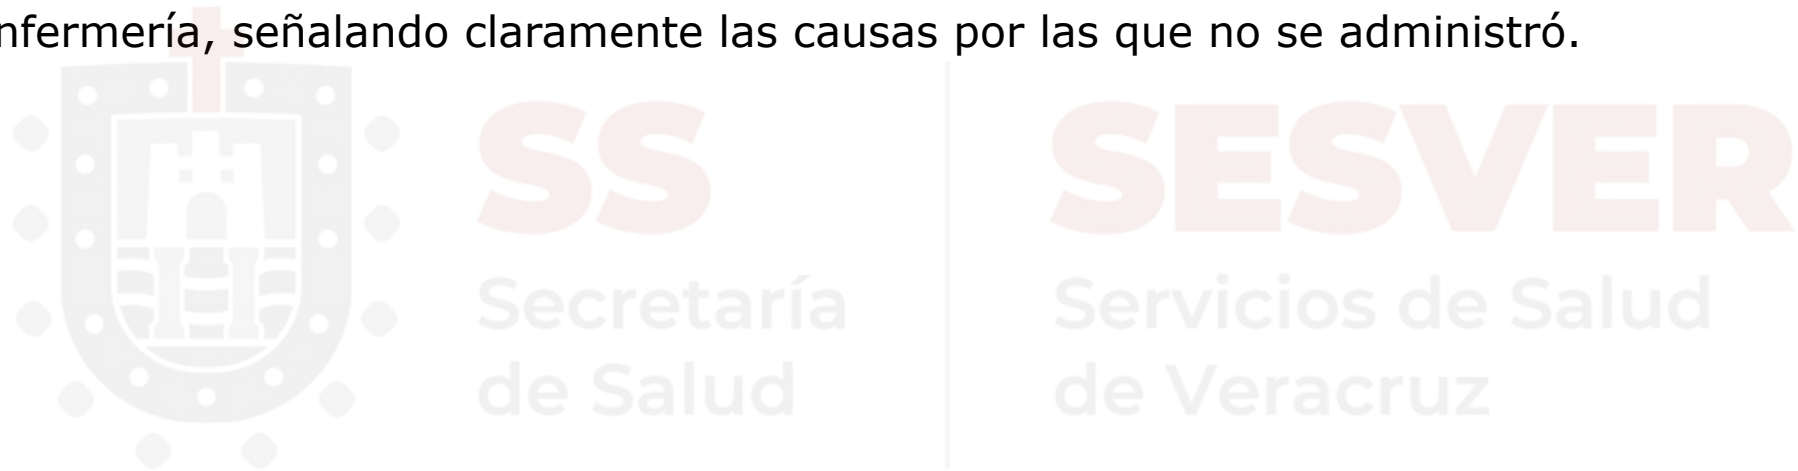 nfermería, señalando claramente las causas por las que no se administró.
SS
Secretaría
de Salud
SESVER
Servicios de Salud
de Veracruz